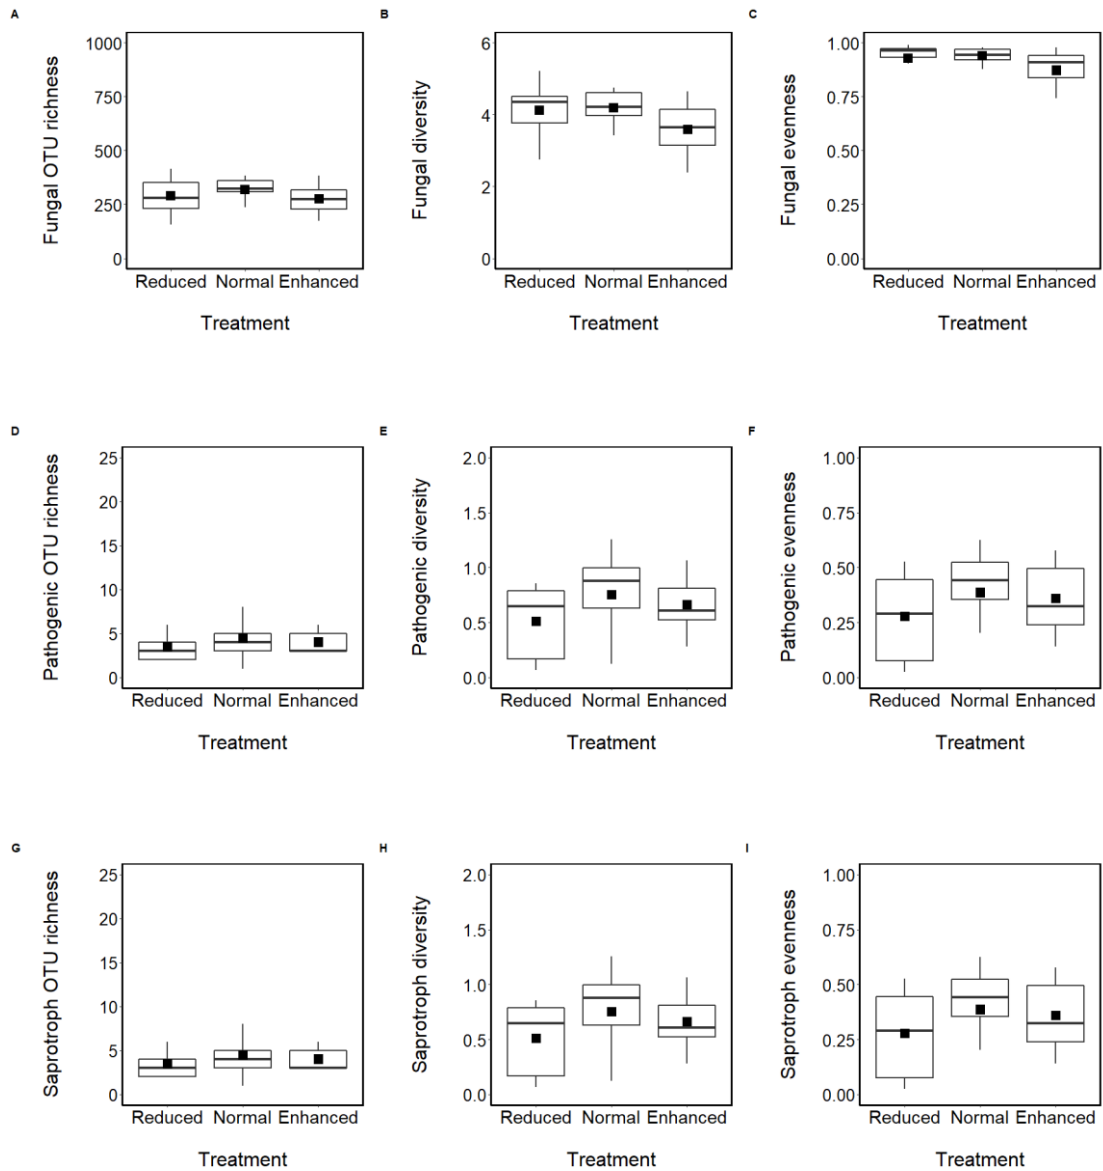 A
Fungal OTU richness
1000
750
500
250
0
Reduced Normal Enhanced
Treatment
B
Fungal diversity
6
4
2
0
Reduced Normal Enhanced
Treatment
C
Fungal evenness
1.00
0.75
0.50
0.25
0.00
Reduced Normal Enhanced
Treatment
D
Pathogenic OTU richness
25
20
15
10
5
0
Reduced Normal Enhanced
Treatment
E
Pathogenic diversity
2.0
1.5
1.0
0.5
0.0
Reduced Normal Enhanced
Treatment
F
Pathogenic evenness
1.00
0.75
0.50
0.25
0.00
Reduced Normal Enhanced
Treatment
G
Saprotroph OTU richness
25
20
15
10
5
0
Reduced Normal Enhanced
Treatment
H
Saprotroph diversity
2.0
1.5
1.0
0.5
0.0
Reduced Normal Enhanced
Treatment
I
Saprotroph evenness
1.00
0.75
0.50
0.25
0.00
Reduced Normal Enhanced
Treatment